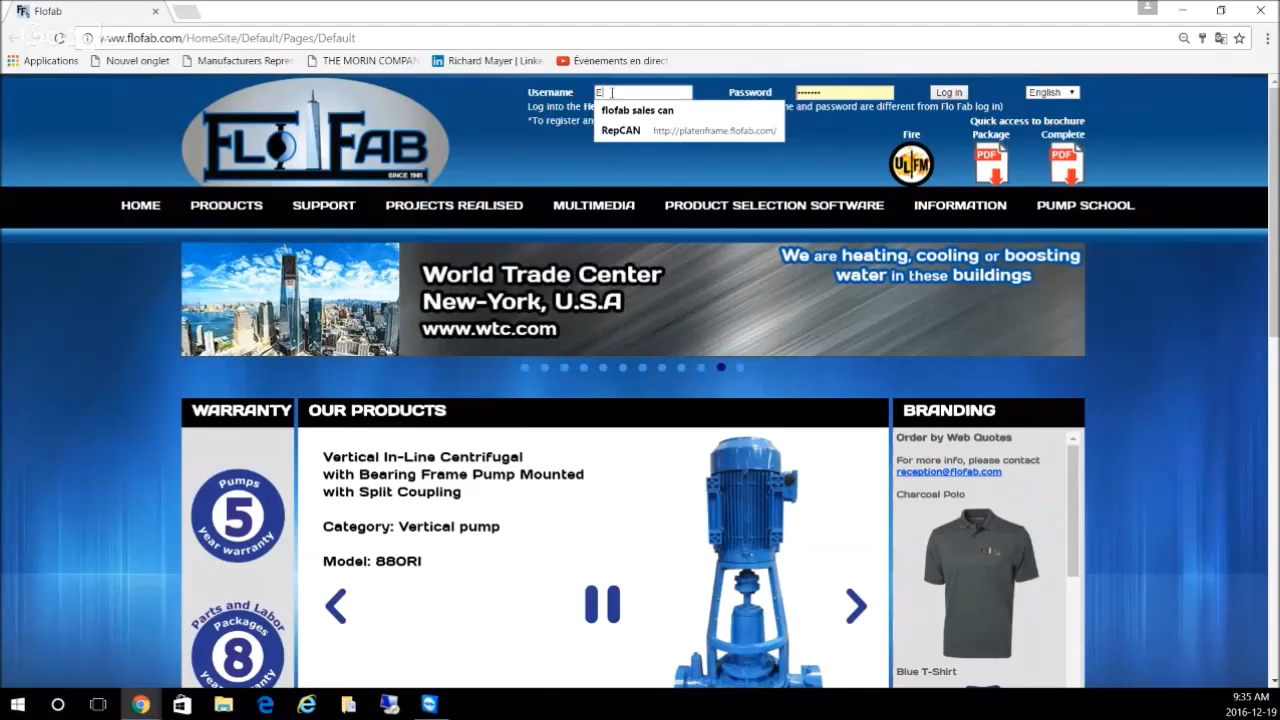 Flofab
www.flofab.com/HomeSite/Default/Pages/Default
Applications
Nouvel onglet
Manufacturers Repres
THE MORIN COMPAN
Richard Mayer | Linke
Événements en direct
Username
E
Password
•••••••
Log in
English
Log into the
me and password are different from Flo Fab log in)
*To register an
flofab sales can
RepCAN http://platenframe.flofab.com/
Quick access to brochure
Fire
Package
Complete
UL FM
PDF
PDF
FLO FAB
SINCE 1981
HOME
PRODUCTS
SUPPORT
PROJECTS REALISED
MULTIMEDIA
PRODUCT SELECTION SOFTWARE
INFORMATION
PUMP SCHOOL
World Trade Center
New-York, U.S.A
www.wtc.com
We are heating, cooling or boosting
water in these buildings
WARRANTY
Pumps
5
year warranty
Parts and Labor
Packages
8
OUR PRODUCTS
Vertical In-Line Centrifugal
with Bearing Frame Pump Mounted
with Split Coupling
Category: Vertical pump
Model: 880RI
BRANDING
Order by Web Quotes
For more info, please contact
reception@flofab.com
Charcoal Polo
Blue T-Shirt
9:35 AM
2016-12-19